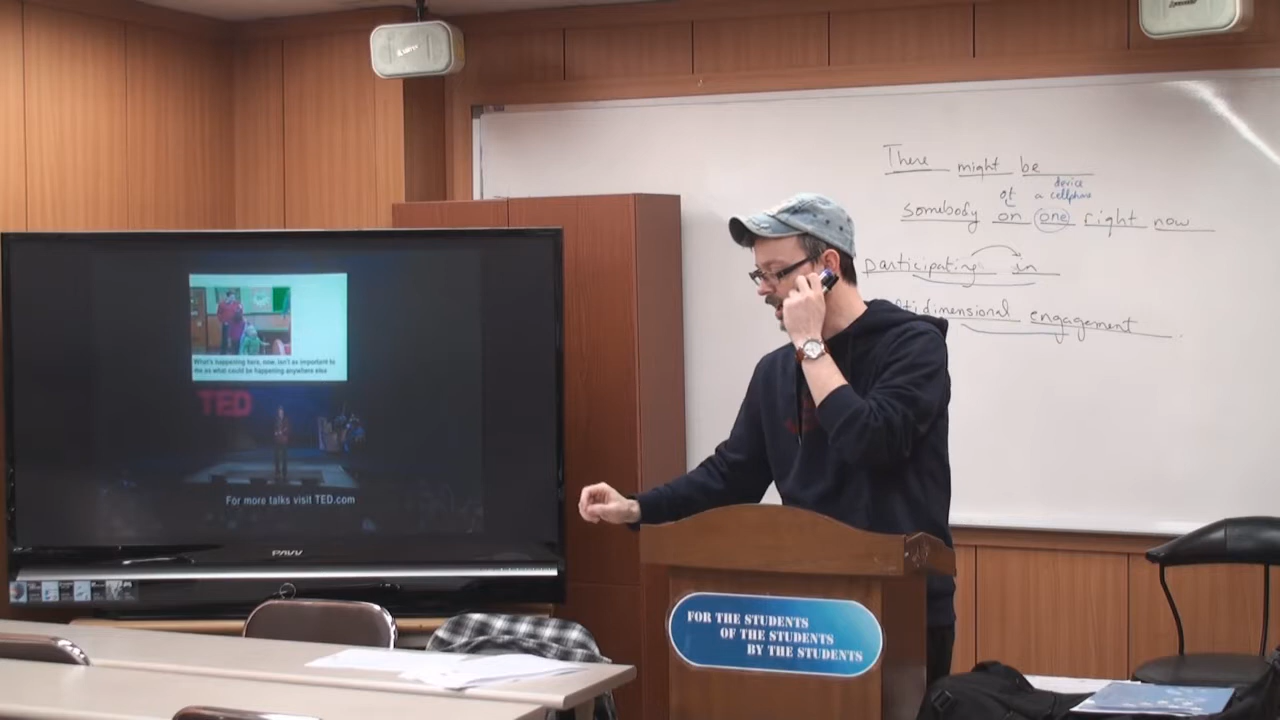 There might be
device
of a cellphone
somebody on one right now
participating in
idimensional engagement
What's happening here, now, isn't as important to
me as what could be happening anywhere else
TED
For more talks visit TED.com
PAVV
FOR THE STUDENTS
OF THE STUDENTS
BY THE STUDENTS